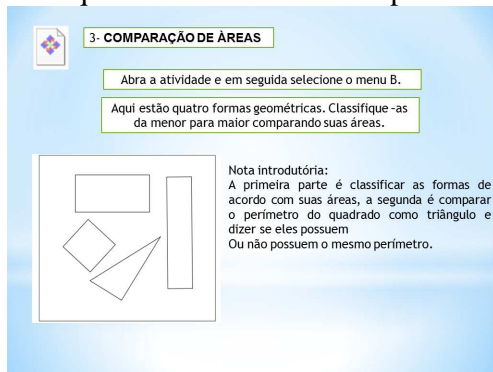 3- COMPARAÇÃO DE ÀREAS
Abra a atividade e em seguida selecione o menu B.
Aqui estão quatro formas geométricas. Classifique -as
da menor para maior comparando suas áreas.
Nota introdutória:
A primeira parte é classificar as formas de
acordo com suas áreas, a segunda é comparar
o perímetro do quadrado como triângulo e
dizer se eles possuem
Ou não possuem o mesmo perímetro.